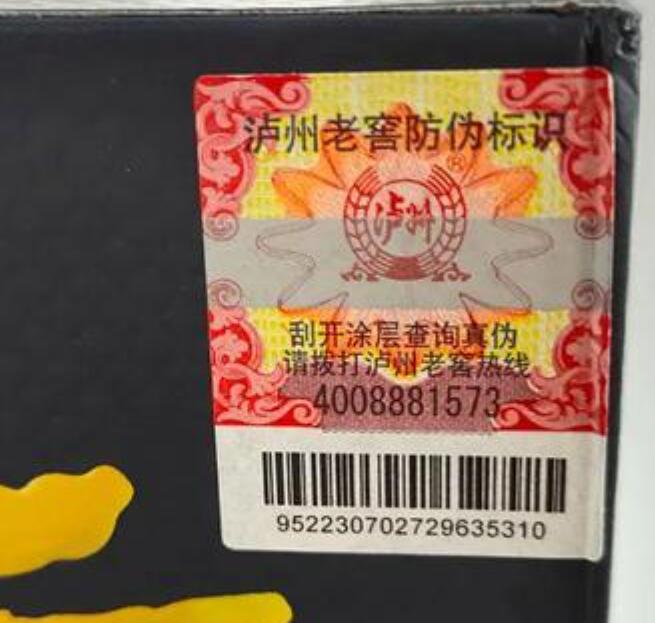 泸州老窖防伪标识
泸州
®
刮开涂层查询真伪
请拨打泸州老窖热线
4008881573
952230702729635310